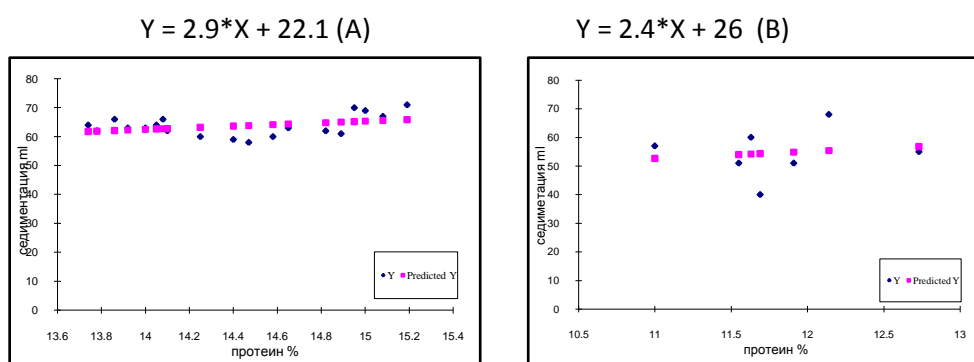 Y = 2.9*X + 22.1 (A)
Y = 2.4*X + 26 (B)
80
70
60
50
40
30
20
10
0
седиментация ml
13.6 13.8 14 14.2 14.4 14.6 14.8 15 15.2 15.4
протеин %
Y Predicted Y
80
70
60
50
40
30
20
10
0
седиметация ml
10.5 11 11.5 12 12.5 13
протеин %
Y Predicted Y